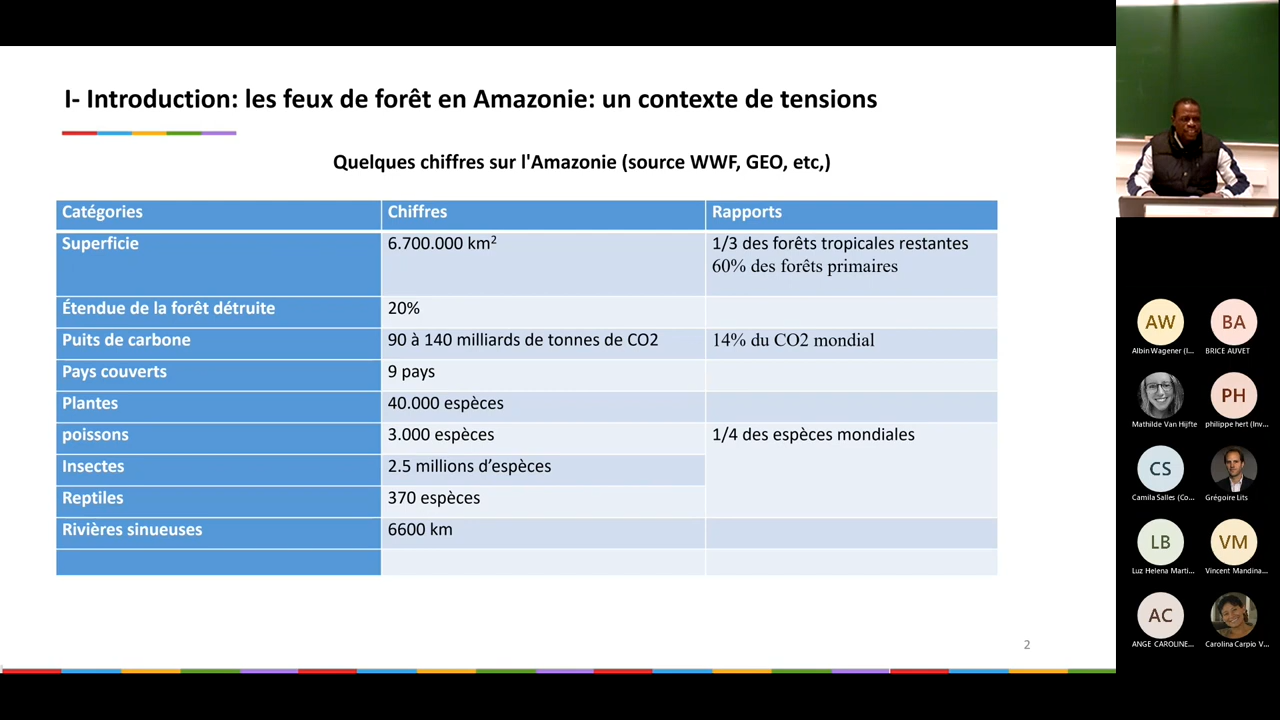 I- Introduction: les feux de forêt en Amazonie: un contexte de tensions
Quelques chiffres sur l'Amazonie (source WWF, GEO, etc,)
Catégories Chiffres Rapports
Superficie 6.700.000 km² 1/3 des forêts tropicales restantes
60% des forêts primaires
Étendue de la forêt détruite 20%
Puits de carbone 90 à 140 milliards de tonnes de CO2 14% du CO2 mondial
Pays couverts 9 pays
Plantes 40.000 espèces
poissons 3.000 espèces 1/4 des espèces mondiales
Insectes 2.5 millions d'espèces
Reptiles 370 espèces
Rivières sinueuses 6600 km
2
AW BA
Albin Wagener (I... BRICE AUVET
PH
Mathilde Van Hijfte philippe hert (Inv...
CS
Camila Salles (Co... Grégoire Lits
LB VM
Luz Helena Marti... Vincent Mandina...
AC
ANGE CAROLINE... Carolina Carpio V...